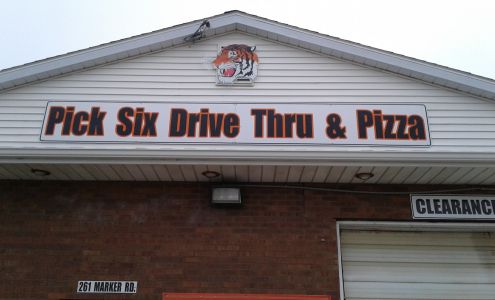 Pick Six Drive Thru & Pizza
CLEARANCE
261 MARKER RD.